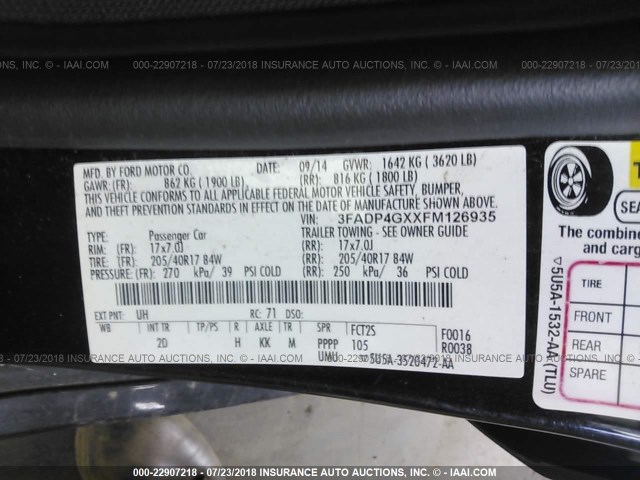 000-22907218 - 07/23/2018 INSURANCE AUTO AUCTIONS, INC. - © IAAI.COM
MFD. BY FORD MOTOR CO. DATE: 09/14 GVWR: 1642 KG ( 3620 LB)
GAWR: (FR) 862 KG ( 1900 LB) (RR): 816 KG ( 1800 LB)
THIS VEHICLE CONFORMS TO ALL APPLICABLE FEDERAL MOTOR VEHICLE SAFETY, BUMPER,
AND THEFT PREVENTION STANDARDS IN EFFECT ON THE DATE OF MANUFACTURE SHOWN ABOVE.
VIN: 3FADP4GXXFM126935
TYPE: Passenger Car TRAILER TOWING - SEE OWNER GUIDE
RIM: (FR): 17x7.0J (RR): 17x7.0J
TIRE: (FR): 205/40R17 84W (RR): 205/40R17 84W
PRESSURE: (FR): 270 kPa/ 39 PSI COLD (RR): 250 kPa/ 36 PSI COLD
EXT PNT: UH RC: 71 DSO:
WB INT TR TP/PS R AXLE TR SPR FCT2S F0016
2D H KK M PPPP 105 R0038
UMU 5U5A-3520472-AA
▽5U5A-1532-AA (TLU)
T
The combine
and carg
TIRE
FRONT
REAR
SPARE
000-22907218 - 07/23/2018 INSURANCE AUTO AUCTIONS, INC. - © IAAI.COM
000-22907218 - 07/23/2018 INSURANCE AUTO AUCTIONS, INC. - © IAAI.COM